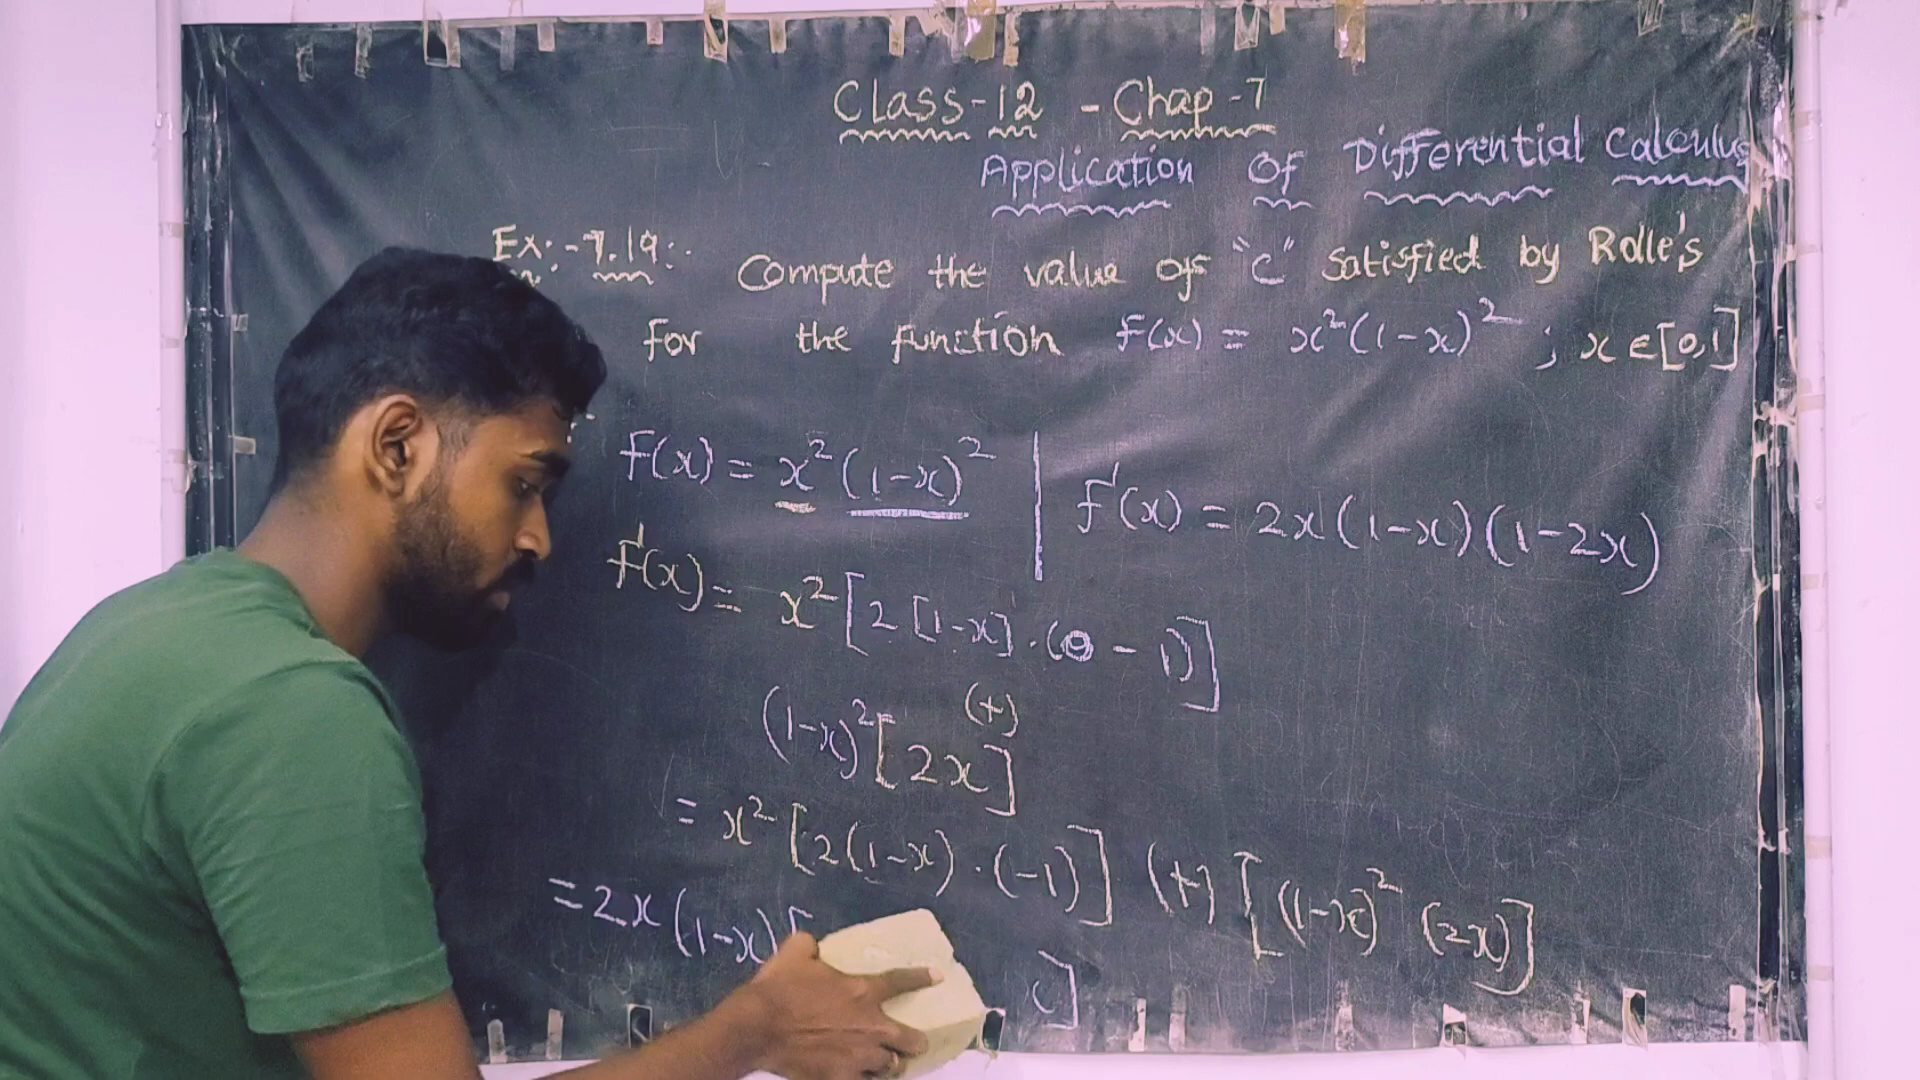 Class-12 - Chap-7
Application Of Differential Calculus
Ex:-7.19:-
Compute the value of "c" satisfied by Rolle's
for the function f(x) = x²(1-x)² ; x ∈ [0,1]
f(x) = x²(1-x)²
f'(x) = x²[2[1-x].(0-1)]
(+)
(1-x)²[2x]
= x²[2(1-x).(-1)] (+) [(1-x)² (2x)]
= 2x(1-x)[
]
f'(x) = 2x(1-x)(1-2x)